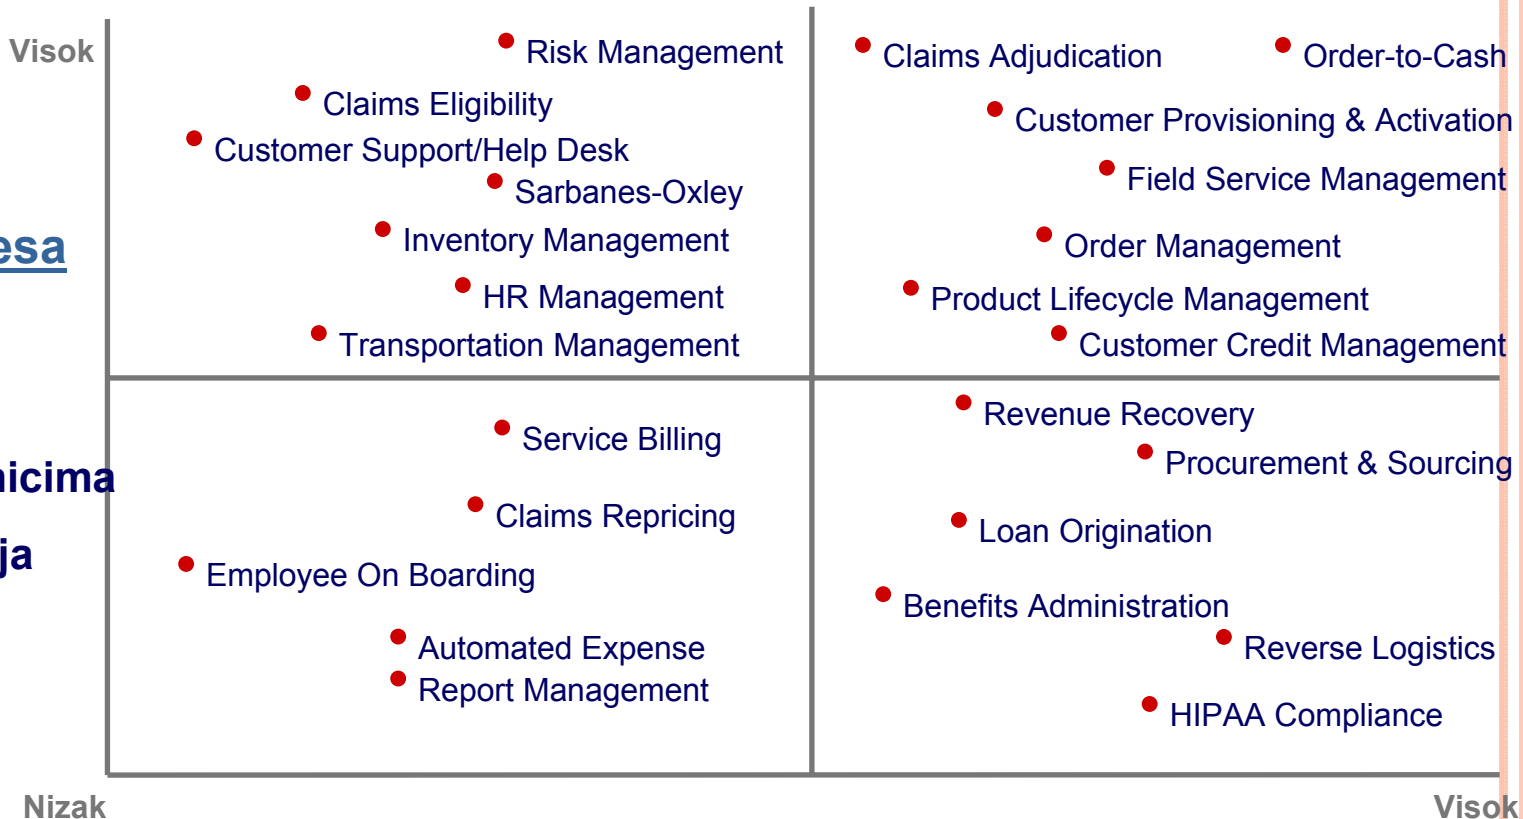 Visok
Risk Management
Claims Adjudication
Order-to-Cash
Claims Eligibility
Customer Provisioning & Activation
Customer Support/Help Desk
Field Service Management
Sarbanes-Oxley
esa
Inventory Management
Order Management
HR Management
Product Lifecycle Management
Transportation Management
Customer Credit Management
Revenue Recovery
Service Billing
Procurement & Sourcing
nicima
Claims Repricing
Loan Origination
ja
Employee On Boarding
Benefits Administration
Automated Expense
Reverse Logistics
Report Management
HIPAA Compliance
Nizak
Visok